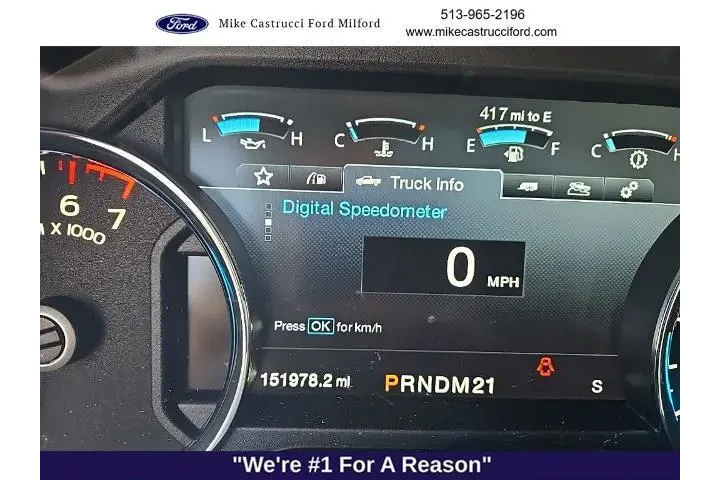 Ford
Mike Castrucci Ford Milford
513-965-2196
www.mikecastrucciford.com
417 mi to E
L H
C H
E F
C H
Truck Info
Digital Speedometer
0 MPH
6 7
X 1000
Press OK for km/h
151978.2 mi
PRNDM21
S
"We're #1 For A Reason"